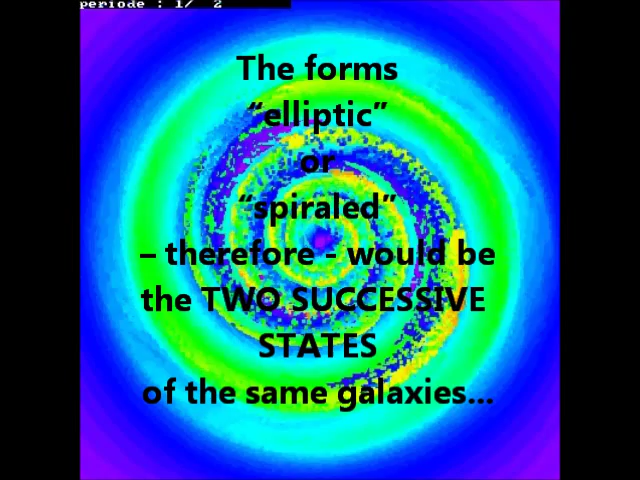 periode : 1/ 2
The forms
“elliptic”
or
“spiraled”
– therefore - would be
the TWO SUCCESSIVE
STATES
of the same galaxies...